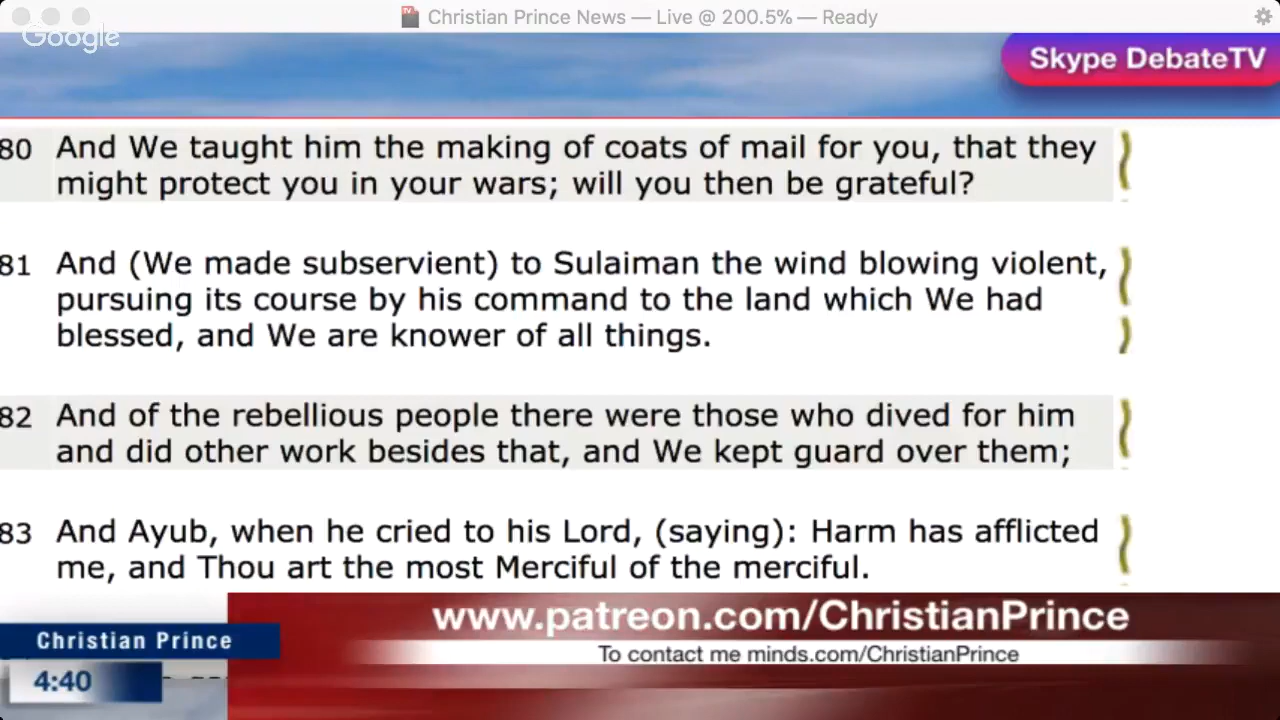 Christian Prince News — Live @ 200.5% — Ready
Google
Skype DebateTV
80 And We taught him the making of coats of mail for you, that they
might protect you in your wars; will you then be grateful?
81 And (We made subservient) to Sulaiman the wind blowing violent,
pursuing its course by his command to the land which We had
blessed, and We are knower of all things.
82 And of the rebellious people there were those who dived for him
and did other work besides that, and We kept guard over them;
83 And Ayub, when he cried to his Lord, (saying): Harm has afflicted
me, and Thou art the most Merciful of the merciful.
www.patreon.com/ChristianPrince
Christian Prince
To contact me minds.com/ChristianPrince
4:40